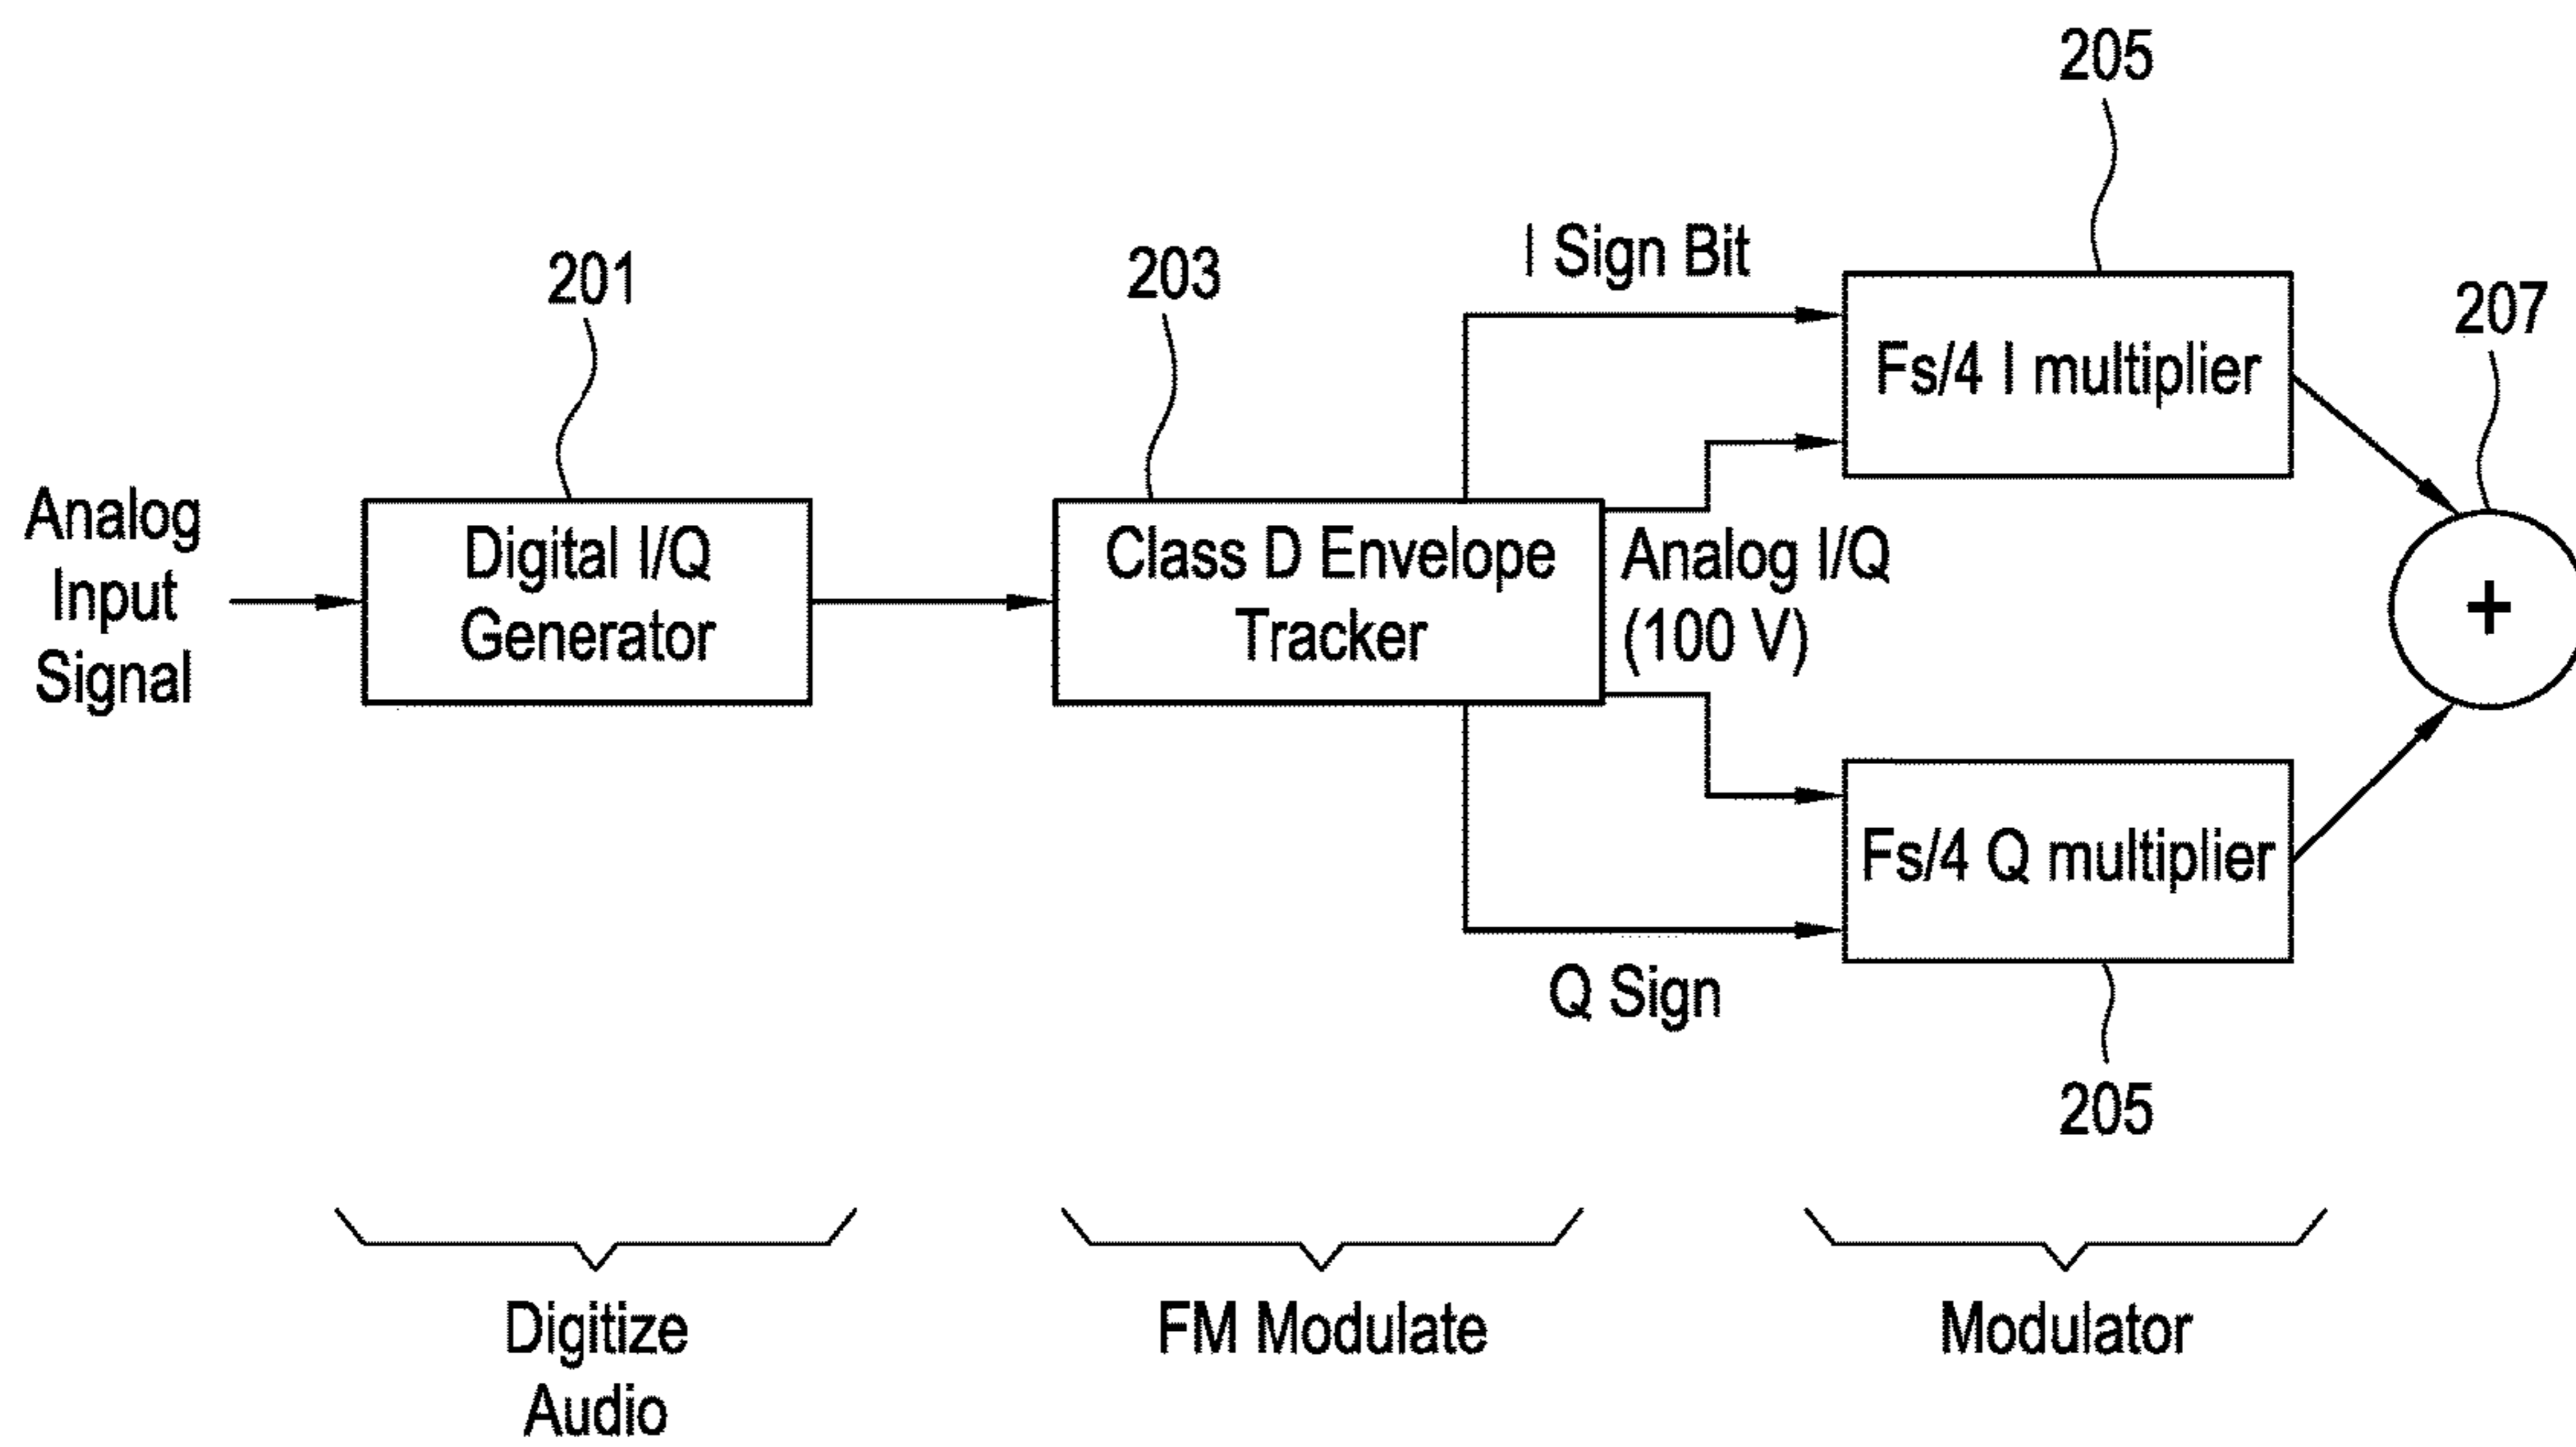 205
I Sign Bit
201
203
207
Fs/4 I multiplier
Analog
Input
Signal
Digital I/Q
Generator
Class D Envelope
Tracker
Analog I/Q
(100 V)
+
Fs/4 Q multiplier
Q Sign
205
Digitize
Audio
FM Modulate
Modulator